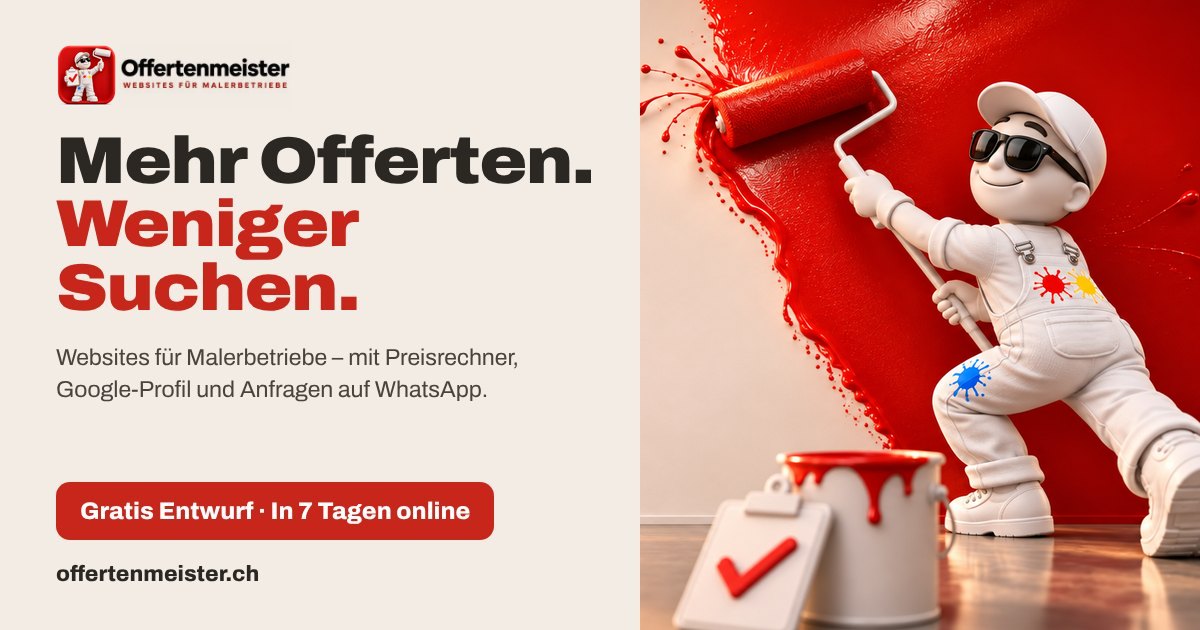 Offertenmeister
WEBSITES FÜR MALERBETRIEBE
Mehr Offerten.
Weniger
Suchen.
Websites für Malerbetriebe – mit Preisrechner,
Google-Profil und Anfragen auf WhatsApp.
Gratis Entwurf · In 7 Tagen online
offertenmeister.ch